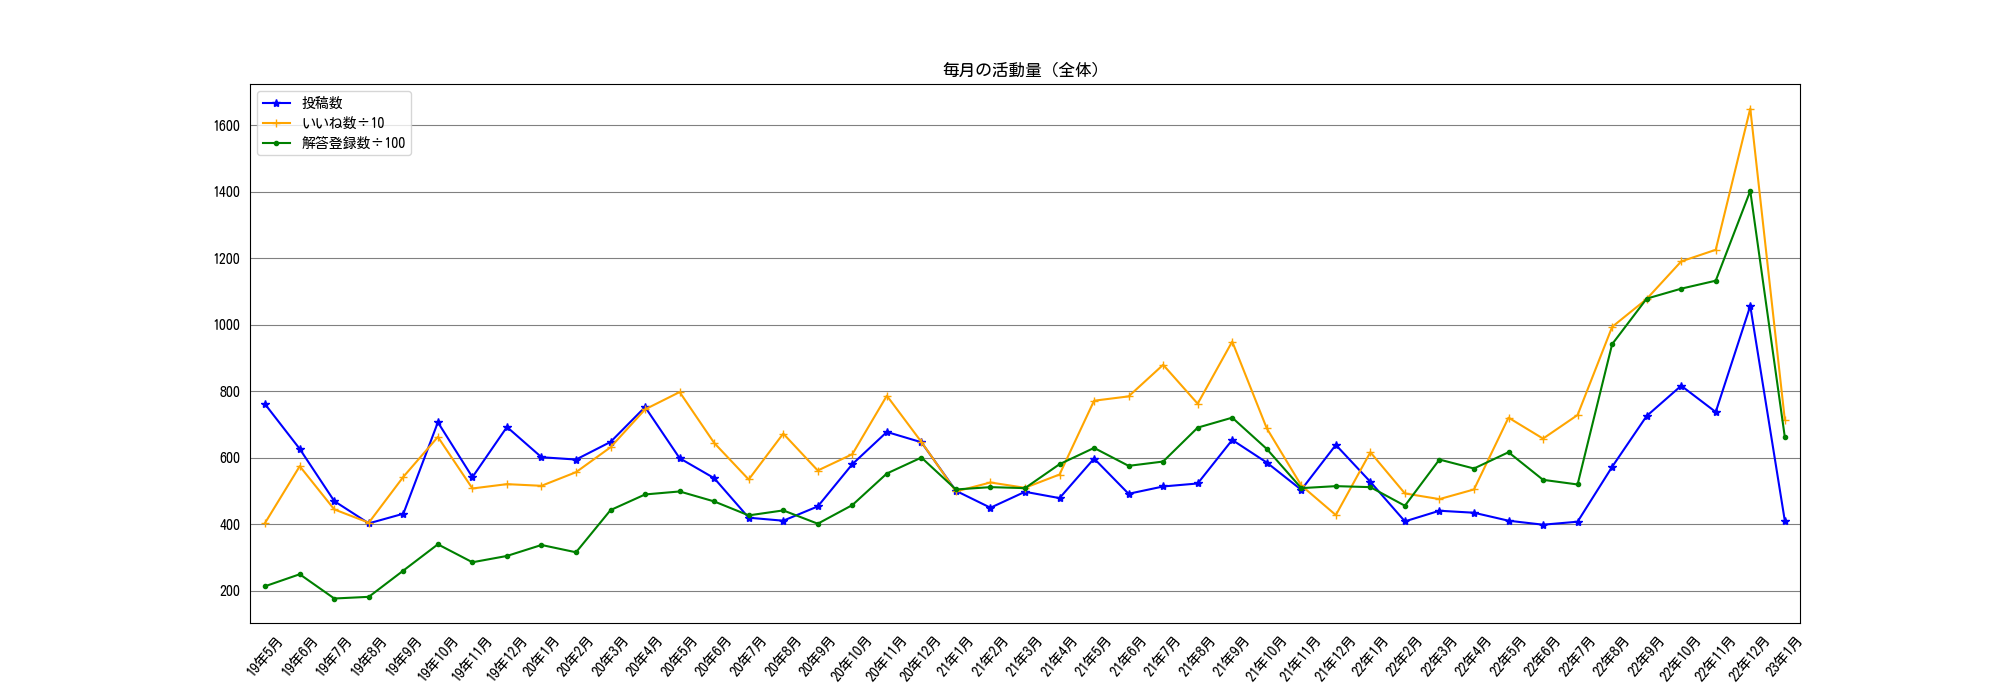 毎月の活動量（全体）
投稿数
いいね数÷10
解答登録数÷100
1600
1400
1200
1000
800
600
400
200
19年5月
19年6月
19年7月
19年8月
19年9月
19年10月
19年11月
19年12月
20年1月
20年2月
20年3月
20年4月
20年5月
20年6月
20年7月
20年8月
20年9月
20年10月
20年11月
20年12月
21年1月
21年2月
21年3月
21年4月
21年5月
21年6月
21年7月
21年8月
21年9月
21年10月
21年11月
21年12月
22年1月
22年2月
22年3月
22年4月
22年5月
22年6月
22年7月
22年8月
22年9月
22年10月
22年11月
22年12月
23年1月